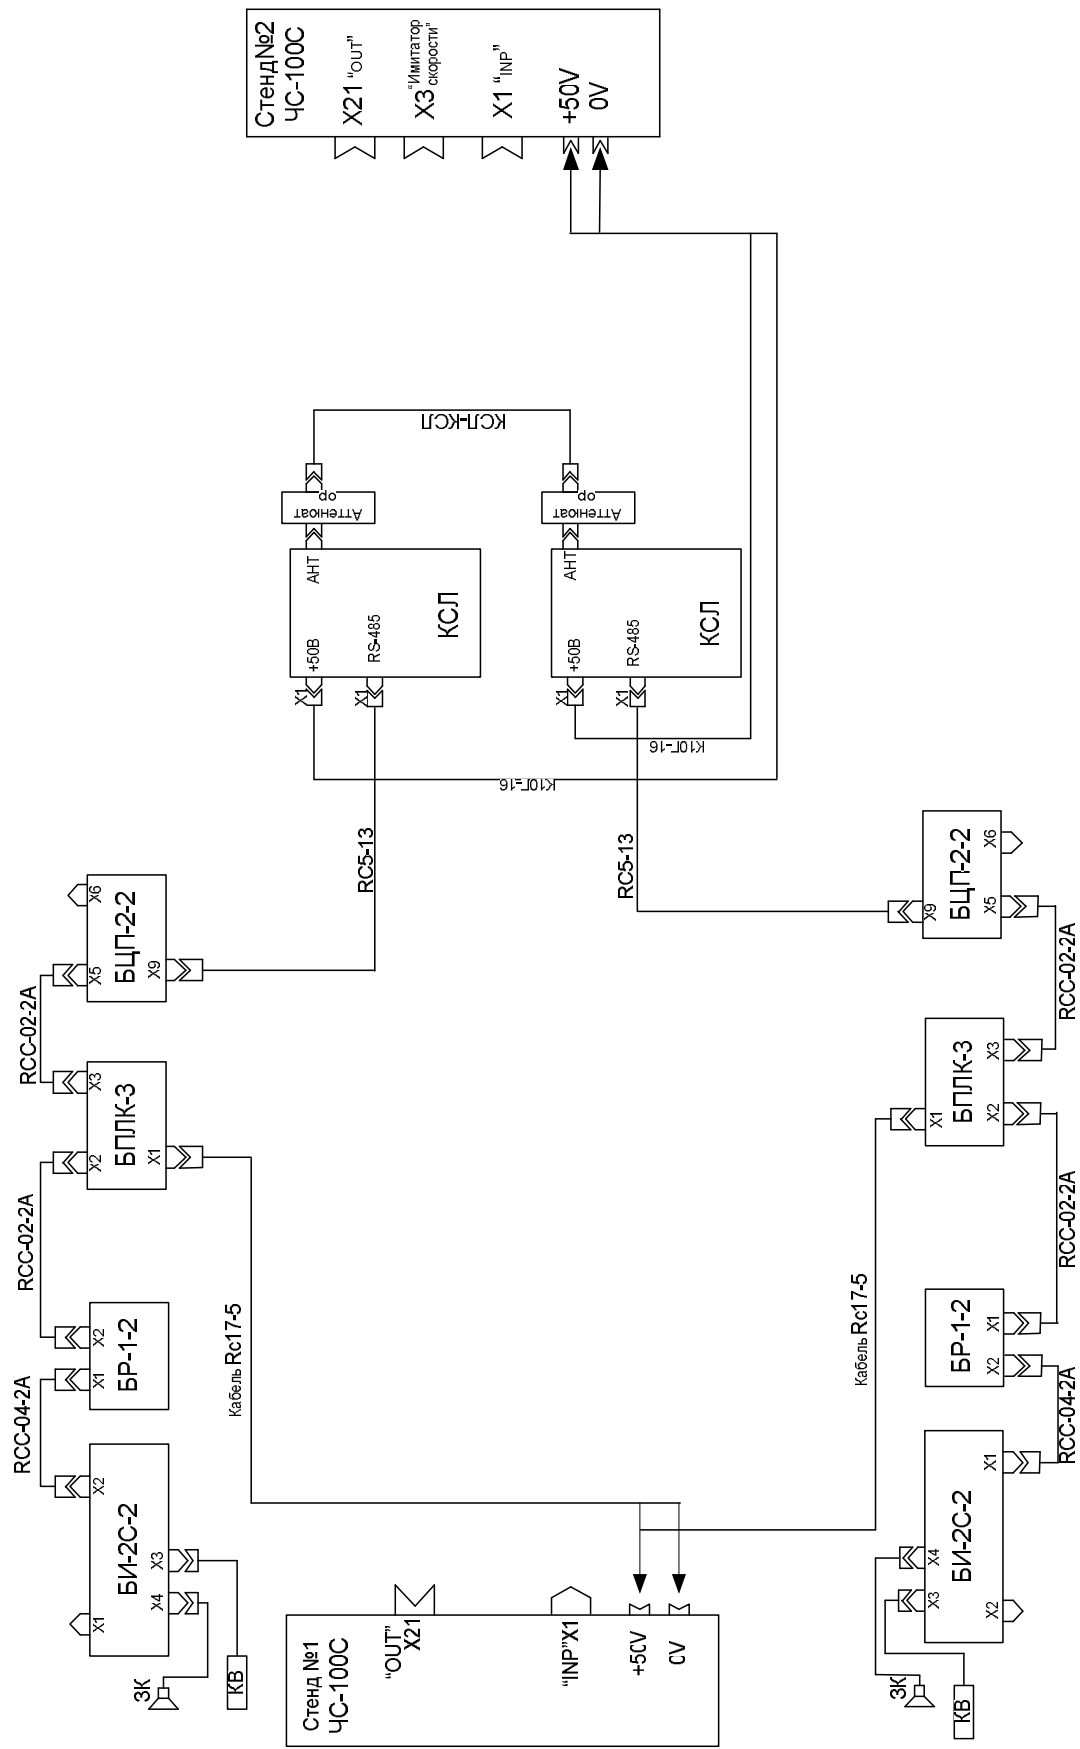 Стенд№2
ЧС-100С
X21 "OUT"
X3 "Имитатор
скорости"
X1 "INP"
+50V
0V
КСЛ-КСЛ
Аттенюат
ор
АНТ
+50В
RS-485
КСЛ
X1
X1
Аттенюат
ор
АНТ
+50В
RS-485
КСЛ
X1
X1
К10Г-16
К10Г-16
RC5-13
RC5-13
БЦП-2-2
X6
X5
X9
RCC-02-2A
БПЛК-3
X3
X2
X1
RCC-02-2A
БР-1-2
X2
X1
RCC-04-2A
БИ-2С-2
X2
X1
X3
X4
ЗК
КВ
Кабель Rc17-5
Стенд №1
ЧС-100С
"OUT"
X21
"INP"X1
+50V
0V
Кабель Rc17-5
БЦП-2-2
X9
X6
X5
RCC-02-2A
БПЛК-3
X1
X3
X2
RCC-02-2A
БР-1-2
X1
X2
RCC-04-2A
БИ-2С-2
X1
X4
X3
X2
ЗК
КВ